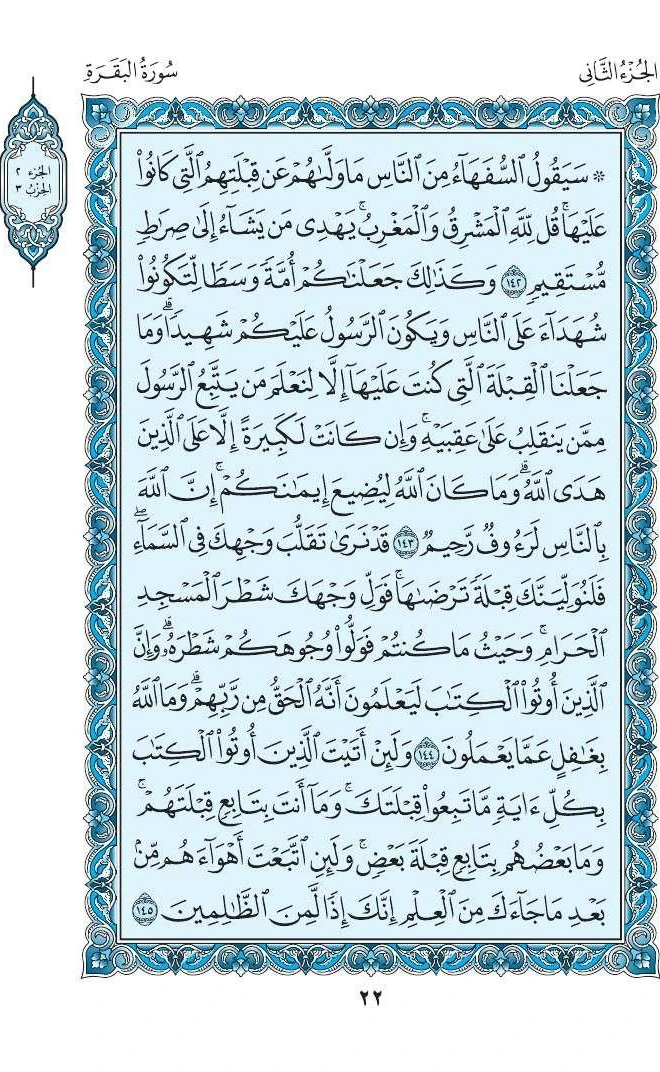 الجُزْءُ الثَّانِي
سُورَةُ البَقَرَةِ
الجزء ٢
الحزب ٣
۞ سَيَقُولُ ٱلسُّفَهَآءُ مِنَ ٱلنَّاسِ مَا وَلَّىٰهُمْ عَن قِبْلَتِهِمُ ٱلَّتِي كَانُوا۟
عَلَيْهَا ۚ قُل لِّلَّهِ ٱلْمَشْرِقُ وَٱلْمَغْرِبُ ۚ يَهْدِي مَن يَشَآءُ إِلَىٰ صِرَٰطٍ
مُّسْتَقِيمٍ ١٤٢ وَكَذَٰلِكَ جَعَلْنَٰكُمْ أُمَّةً وَسَطًا لِّتَكُونُوا۟
شُهَدَآءَ عَلَى ٱلنَّاسِ وَيَكُونَ ٱلرَّسُولُ عَلَيْكُمْ شَهِيدًا ۗ وَمَا
جَعَلْنَا ٱلْقِبْلَةَ ٱلَّتِي كُنتَ عَلَيْهَآ إِلَّا لِنَعْلَمَ مَن يَتَّبِعُ ٱلرَّسُولَ
مِمَّن يَنقَلِبُ عَلَىٰ عَقِبَيْهِ ۚ وَإِن كَانَتْ لَكَبِيرَةً إِلَّا عَلَى ٱلَّذِينَ
هَدَى ٱللَّهُ ۗ وَمَا كَانَ ٱللَّهُ لِيُضِيعَ إِيمَٰنَكُمْ ۚ إِنَّ ٱللَّهَ
بِٱلنَّاسِ لَرَءُوفٌ رَّحِيمٌ ١٤٣ قَدْ نَرَىٰ تَقَلُّبَ وَجْهِكَ فِي ٱلسَّمَآءِ ۖ
فَلَنُوَلِّيَنَّكَ قِبْلَةً تَرْضَىٰهَا ۚ فَوَلِّ وَجْهَكَ شَطْرَ ٱلْمَسْجِدِ
ٱلْحَرَامِ ۚ وَحَيْثُ مَا كُنتُمْ فَوَلُّوا۟ وُجُوهَكُمْ شَطْرَهُۥ ۗ وَإِنَّ
ٱلَّذِينَ أُوتُوا۟ ٱلْكِتَٰبَ لَيَعْلَمُونَ أَنَّهُ ٱلْحَقُّ مِن رَّبِّهِمْ ۗ وَمَا ٱللَّهُ
بِغَٰفِلٍ عَمَّا يَعْمَلُونَ ١٤٤ وَلَئِنْ أَتَيْتَ ٱلَّذِينَ أُوتُوا۟ ٱلْكِتَٰبَ
بِكُلِّ ءَايَةٍ مَّا تَبِعُوا۟ قِبْلَتَكَ ۚ وَمَآ أَنتَ بِتَابِعٍ قِبْلَتَهُمْ ۚ
وَمَا بَعْضُهُم بِتَابِعٍ قِبْلَةَ بَعْضٍ ۚ وَلَئِنِ ٱتَّبَعْتَ أَهْوَآءَهُم مِّنۢ
بَعْدِ مَا جَآءَكَ مِنَ ٱلْعِلْمِ إِنَّكَ إِذًا لَّمِنَ ٱلظَّٰلِمِينَ ١٤٥
٢٢